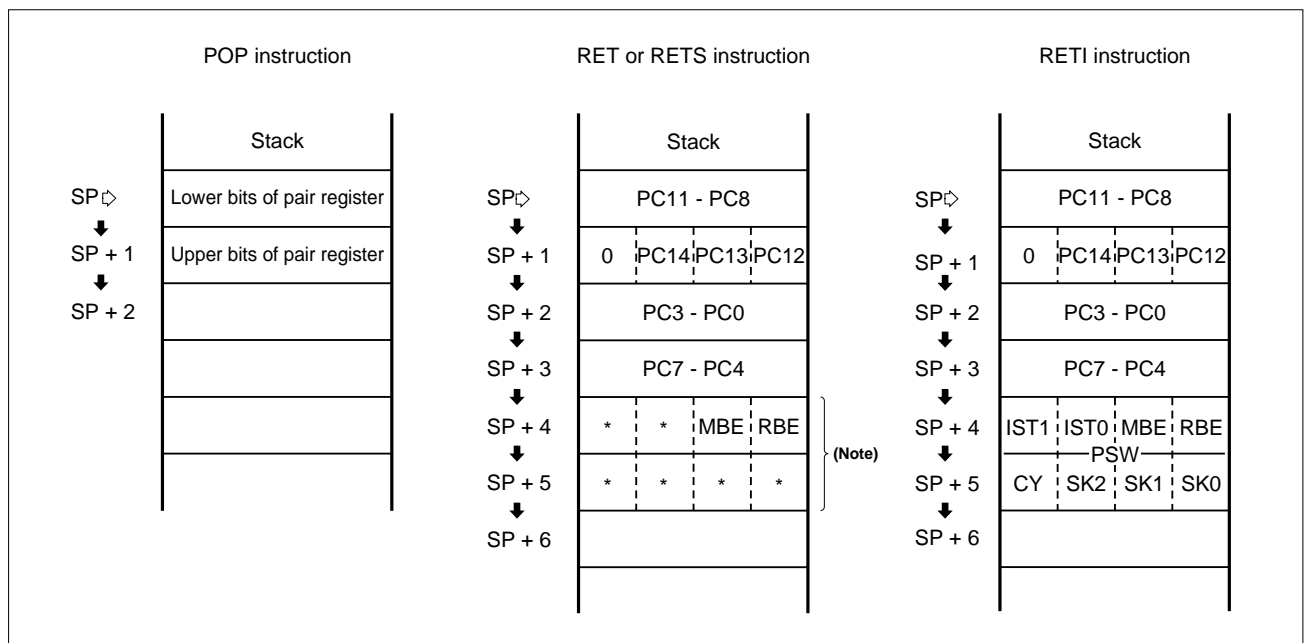 POP instruction
Stack
SP ⇨ Lower bits of pair register
SP + 1 Upper bits of pair register
SP + 2
RET or RETS instruction
Stack
SP ⇨ PC11 - PC8
SP + 1 0 PC14 PC13 PC12
SP + 2 PC3 - PC0
SP + 3 PC7 - PC4
SP + 4 * * MBE RBE
(Note)
SP + 5 * * * *
SP + 6
RETI instruction
Stack
SP ⇨ PC11 - PC8
SP + 1 0 PC14 PC13 PC12
SP + 2 PC3 - PC0
SP + 3 PC7 - PC4
SP + 4 IST1 IST0 MBE RBE
PSW
SP + 5 CY SK2 SK1 SK0
SP + 6